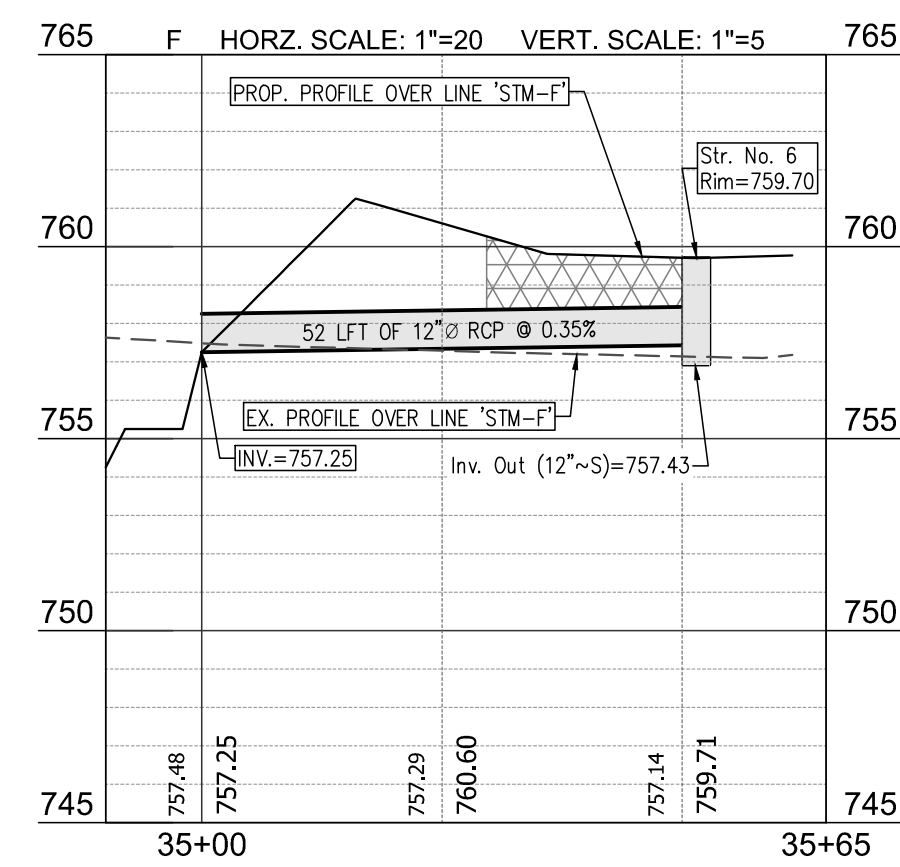 765 F HORZ. SCALE: 1"=20 VERT. SCALE: 1"=5 765
PROP. PROFILE OVER LINE 'STM-F'
Str. No. 6
Rim=759.70
760 760
52 LFT OF 12"Ø RCP @ 0.35%
EX. PROFILE OVER LINE 'STM-F'
755 755
INV.=757.25
Inv. Out (12"~S)=757.43
750 750
757.48
757.25
757.29
760.60
757.14
759.71
745 745
35+00 35+65